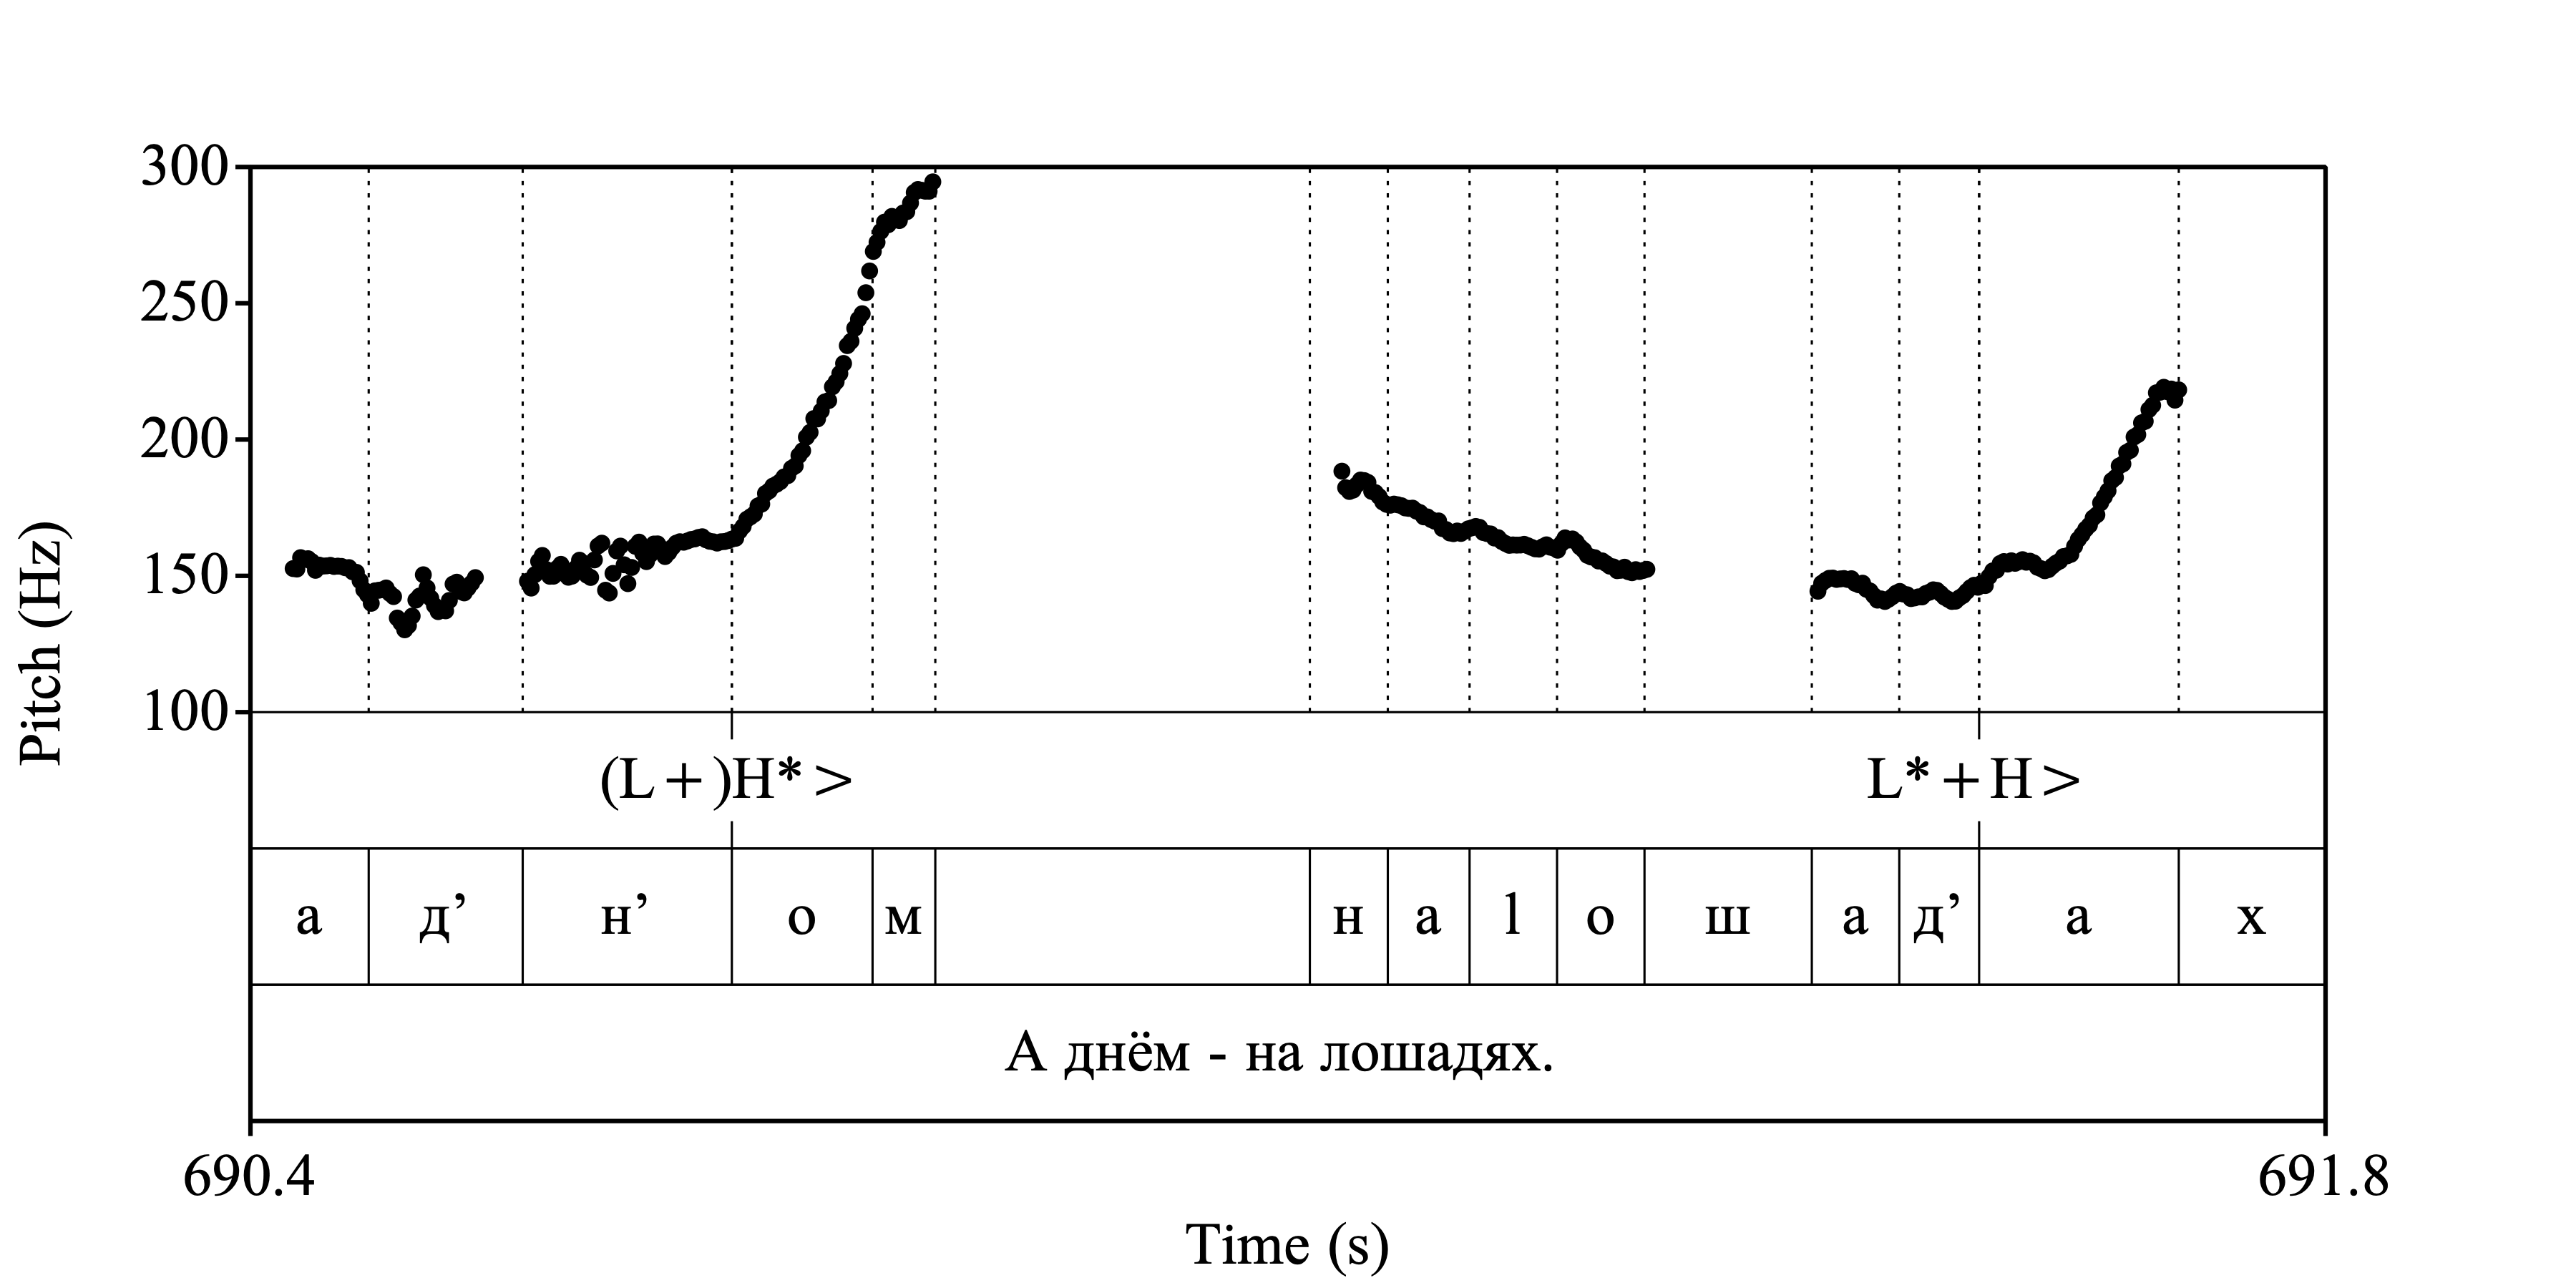 300
250
200
150
100
Pitch (Hz)
(L+)H*> L*+H>
а д’ н’ о м н а l о ш а д’ а х
А днём - на лошадях.
690.4 691.8
Time (s)